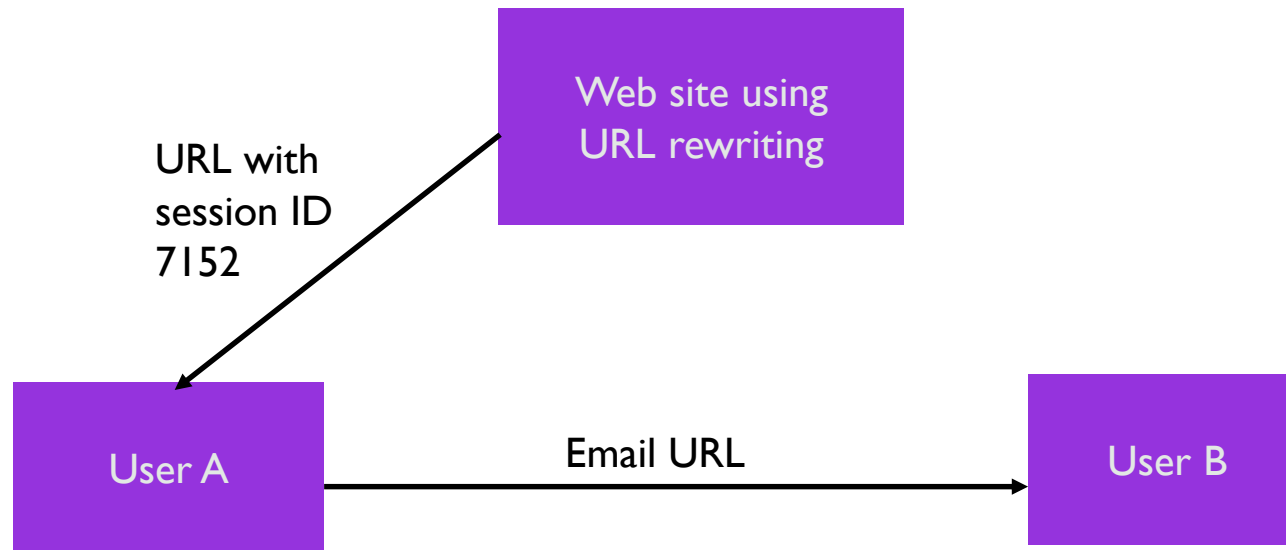 Web site using
URL rewriting
URL with
session ID
7152
User A
Email URL
User B